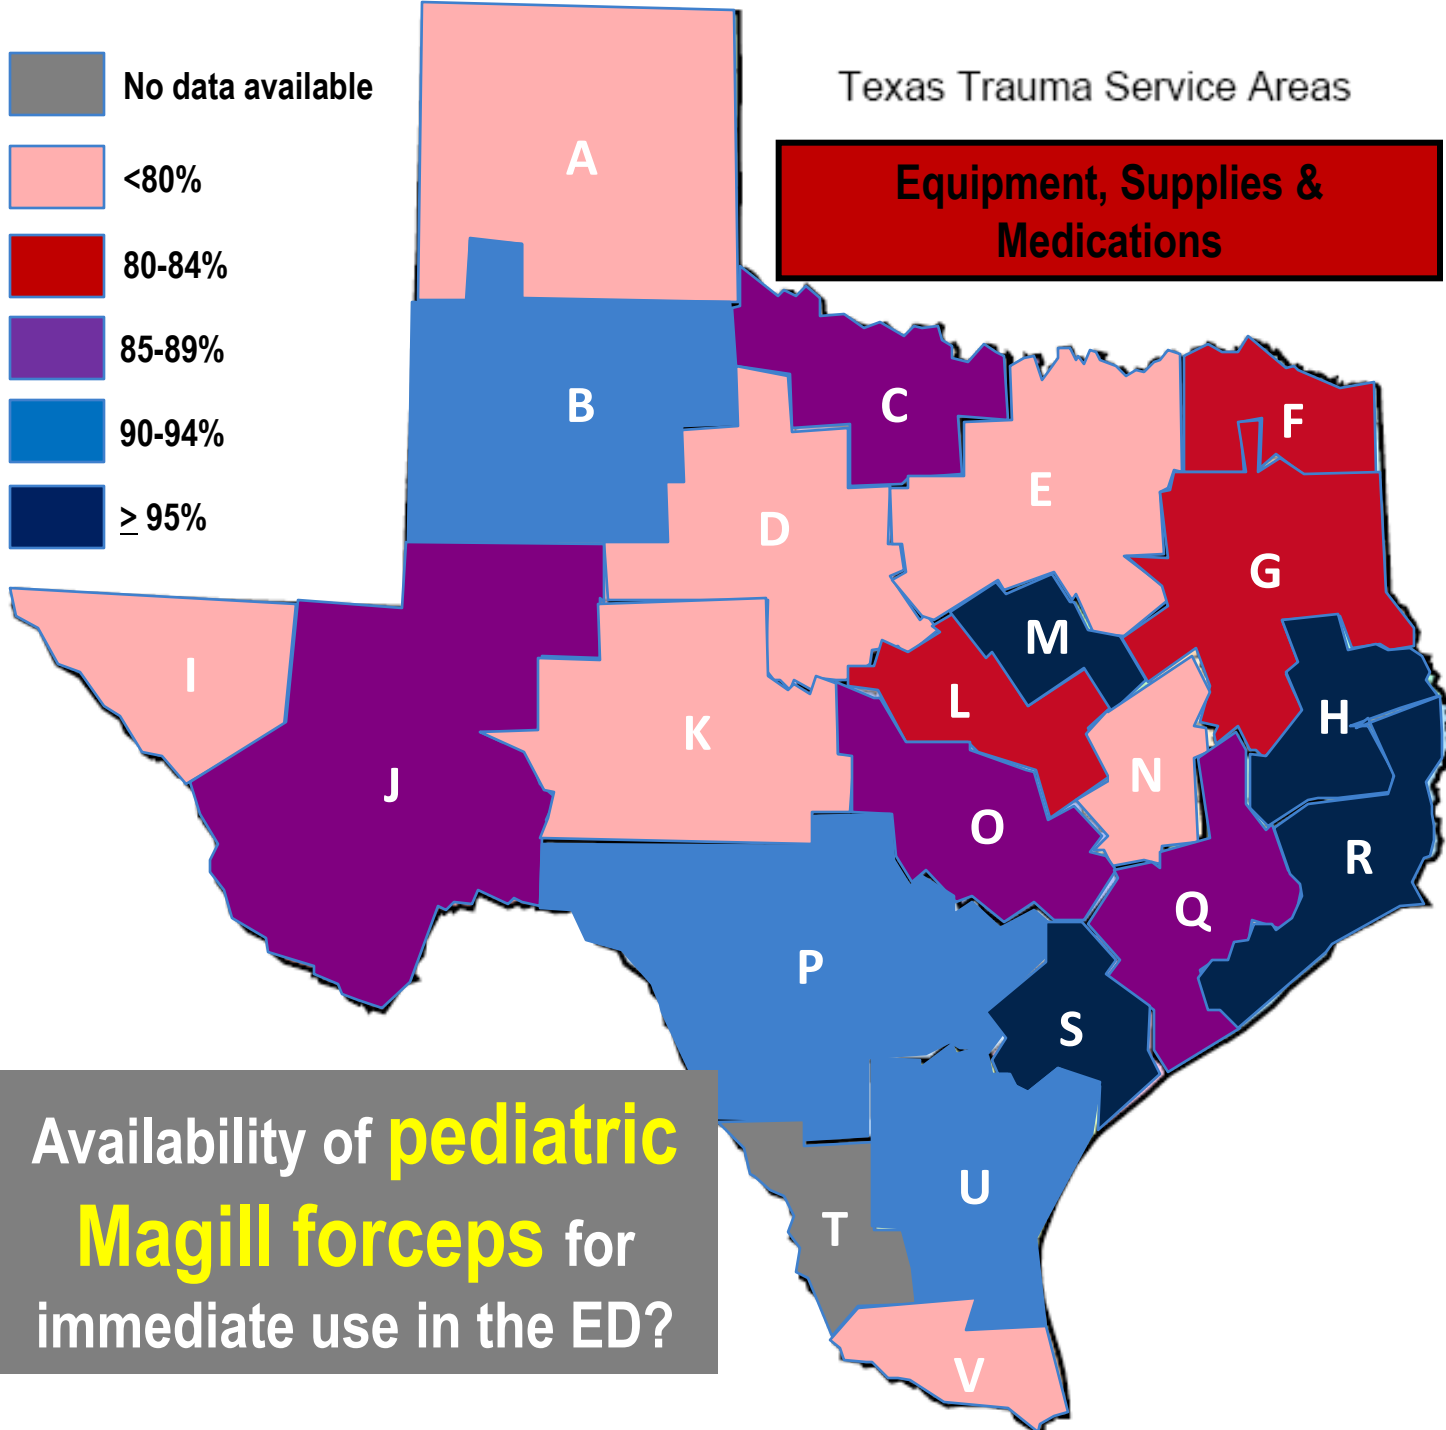 No data available
<80%
80-84%
85-89%
90-94%
> 95%
Texas Trauma Service Areas
Equipment, Supplies &
Medications
A
B
C
D
E
F
G
H
I
J
K
L
M
N
O
P
Q
R
S
T
U
V
Availability of pediatric
Magill forceps for
immediate use in the ED?